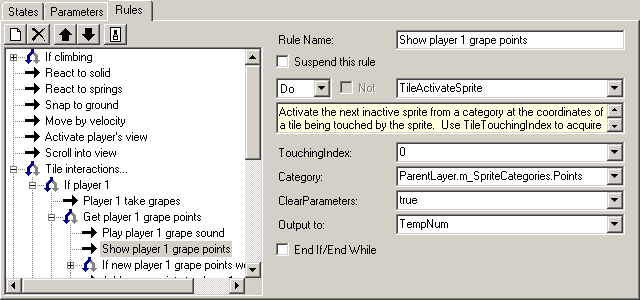 States Parameters Rules
If climbing
React to solid
React to springs
Snap to ground
Move by velocity
Activate player's view
Scroll into view
Tile interactions...
If player 1
Player 1 take grapes
Get player 1 grape points
Play player 1 grape sound
Show player 1 grape points
If new player 1 grape points
Rule Name: Show player 1 grape points
Suspend this rule
Do Not TileActivateSprite
Activate the next inactive sprite from a category at the coordinates of
a tile being touched by the sprite. Use TileTouchingIndex to acquire
TouchingIndex: 0
Category: ParentLayer.m_SpriteCategories.Points
ClearParameters: true
Output to: TempNum
End If/End While